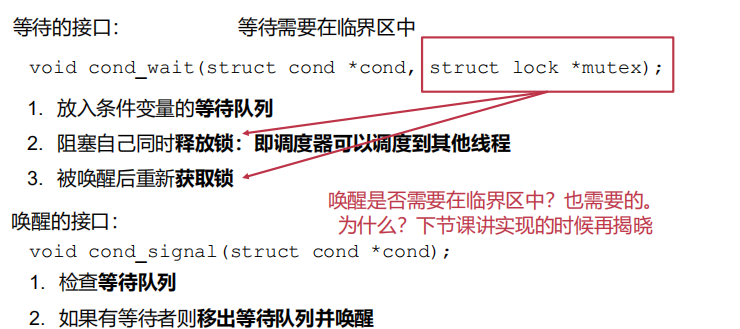 等待的接口： 等待需要在临界区中
void cond_wait(struct cond *cond, struct lock *mutex);
1. 放入条件变量的等待队列
2. 阻塞自己同时释放锁：即调度器可以调度到其他线程
3. 被唤醒后重新获取锁
唤醒是否需要在临界区中？也需要的。
为什么？下节课讲实现的时候再揭晓
唤醒的接口：
void cond_signal(struct cond *cond);
1. 检查等待队列
2. 如果有等待者则移出等待队列并唤醒